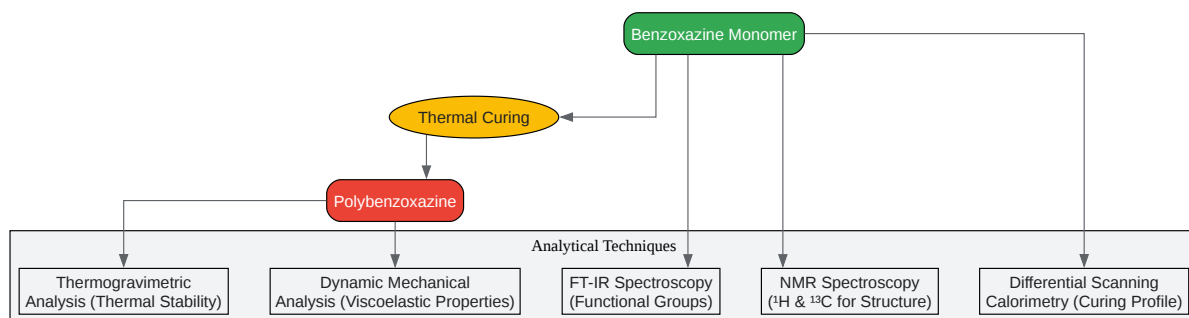 Benzoxazine Monomer
Thermal Curing
Polybenzoxazine
Analytical Techniques
Thermogravimetric
Analysis (Thermal Stability)
Dynamic Mechanical
Analysis (Viscoelastic Properties)
FT-IR Spectroscopy
(Functional Groups)
NMR Spectroscopy
(¹H & ¹³C for Structure)
Differential Scanning
Calorimetry (Curing Profile)